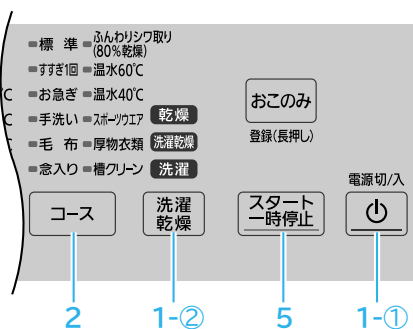 標 準 ふんわりシワ取り
(80%乾燥)
すすぎ1回 温水60℃
℃ お急ぎ 温水40℃
℃ 手洗い スポーツウエア 乾燥
毛 布 厚物衣類 洗濯乾燥
念入り 槽クリーン 洗濯
おこのみ
登録(長押し)
電源切/入
コース
洗濯
乾燥
スタート
一時停止
2
1-②
5
1-①